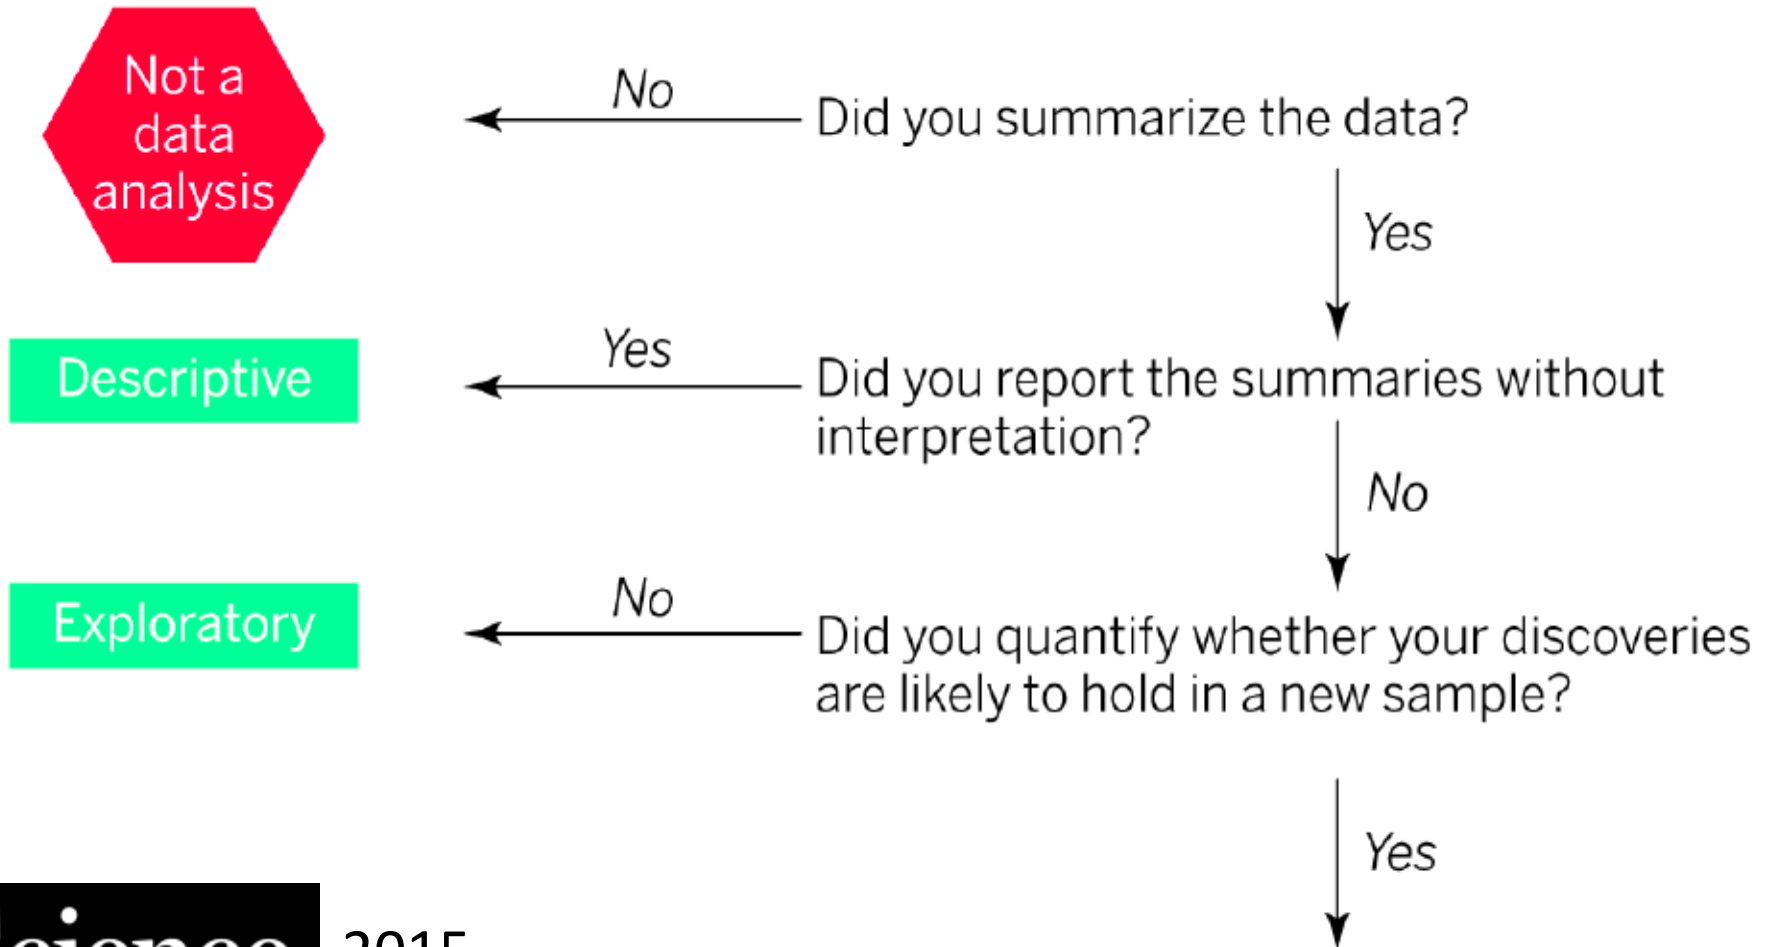 Not a
data
analysis
No
Did you summarize the data?
Yes
Descriptive
Yes
Did you report the summaries without
interpretation?
No
Exploratory
No
Did you quantify whether your discoveries
are likely to hold in a new sample?
Yes
cience 2015